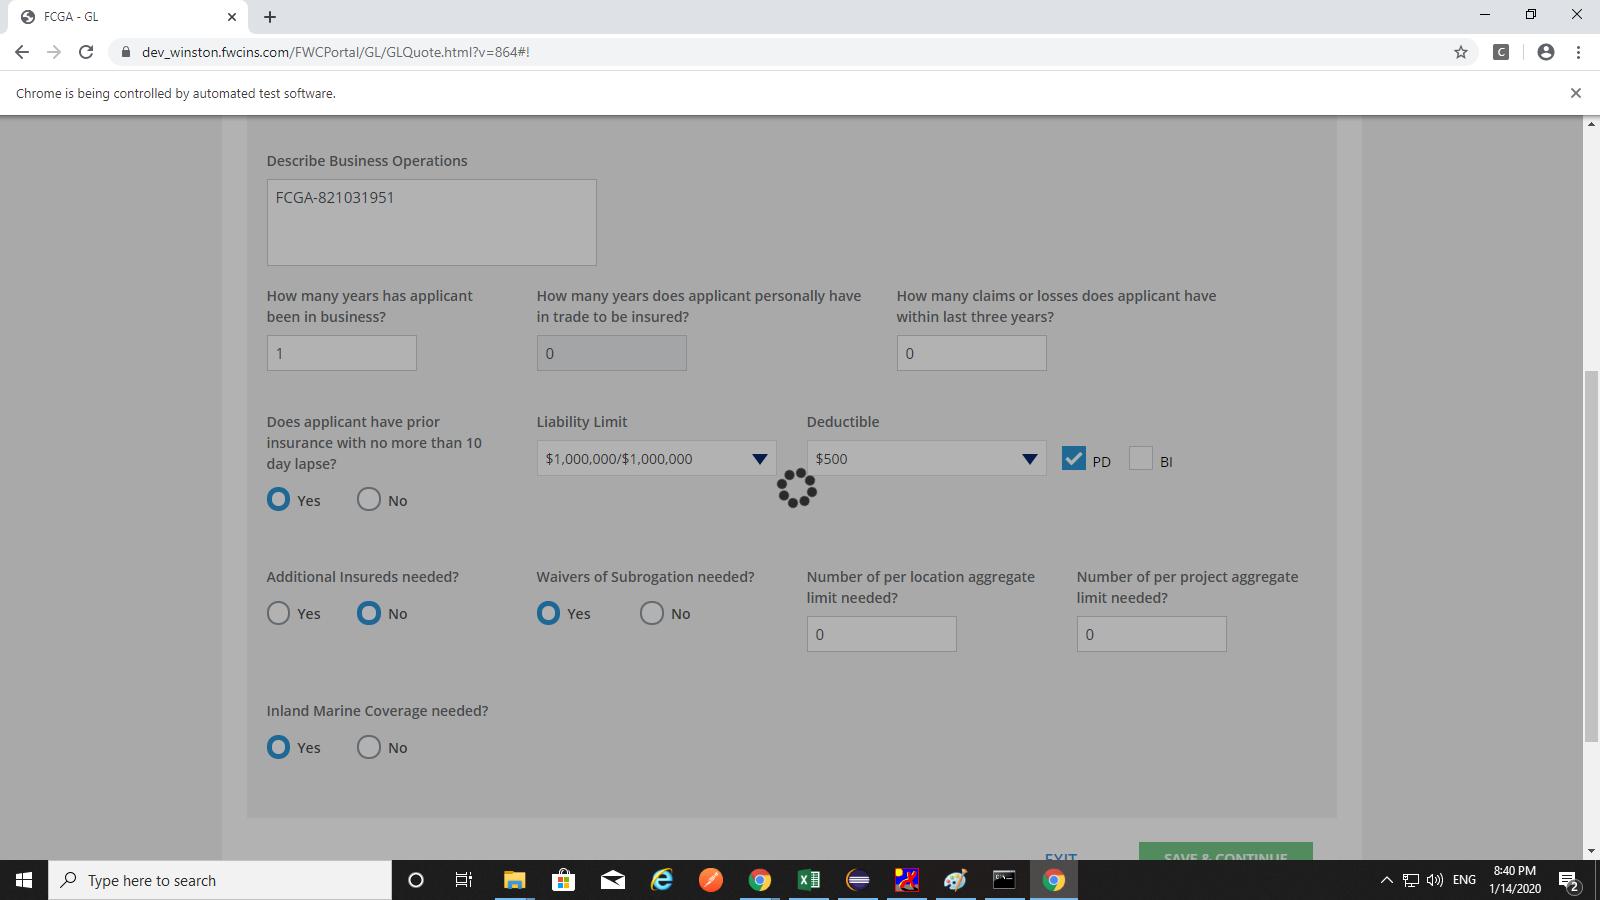 FCGA - GL
dev_winston.fwcins.com/FWCPortal/GL/GLQuote.html?v=864#!
C
Chrome is being controlled by automated test software.
Describe Business Operations
FCGA-821031951
How many years has applicant
been in business?
1
How many years does applicant personally have
in trade to be insured?
0
How many claims or losses does applicant have
within last three years?
0
Does applicant have prior
insurance with no more than 10
day lapse?
Yes No
Liability Limit
$1,000,000/$1,000,000
Deductible
$500
PD BI
Additional Insureds needed?
Yes No
Waivers of Subrogation needed?
Yes No
Number of per location aggregate
limit needed?
0
Number of per project aggregate
limit needed?
0
Inland Marine Coverage needed?
Yes No
EXIT
SAVE & CONTINUE
Type here to search
ENG
8:40 PM
1/14/2020
2